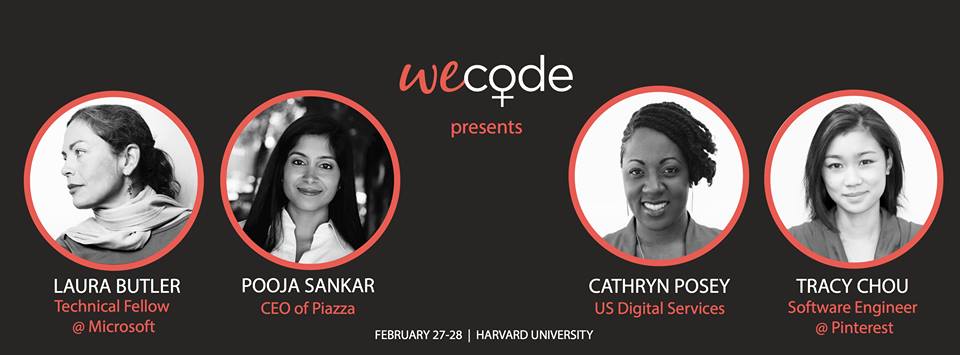 wecode
presents
LAURA BUTLER
Technical Fellow
@ Microsoft
POOJA SANKAR
CEO of Piazza
CATHRYN POSEY
US Digital Services
TRACY CHOU
Software Engineer
@ Pinterest
FEBRUARY 27-28 | HARVARD UNIVERSITY